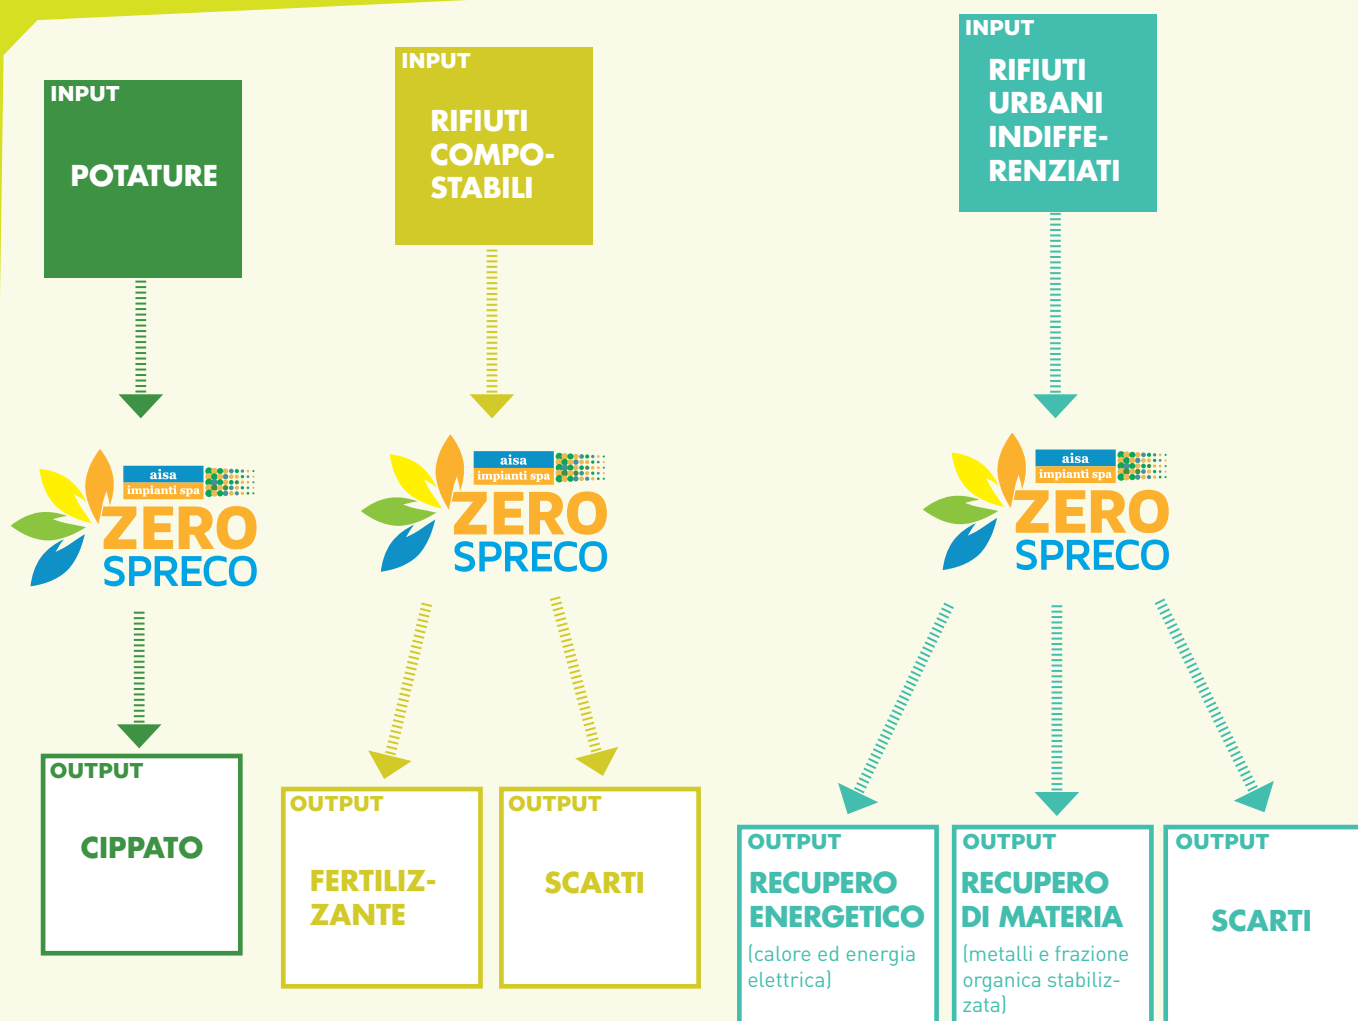 INPUT
POTATURE
aisa
impianti spa
ZERO
SPRECO
OUTPUT
CIPPATO
INPUT
RIFIUTI
COMPO-
STABILI
aisa
impianti spa
ZERO
SPRECO
OUTPUT
FERTILIZ-
ZANTE
OUTPUT
SCARTI
INPUT
RIFIUTI
URBANI
INDIFFE-
RENZIATI
aisa
impianti spa
ZERO
SPRECO
OUTPUT
RECUPERO
ENERGETICO
(calore ed energia
elettrica)
OUTPUT
RECUPERO
DI MATERIA
(metalli e frazione
organica stabiliz-
zata)
OUTPUT
SCARTI